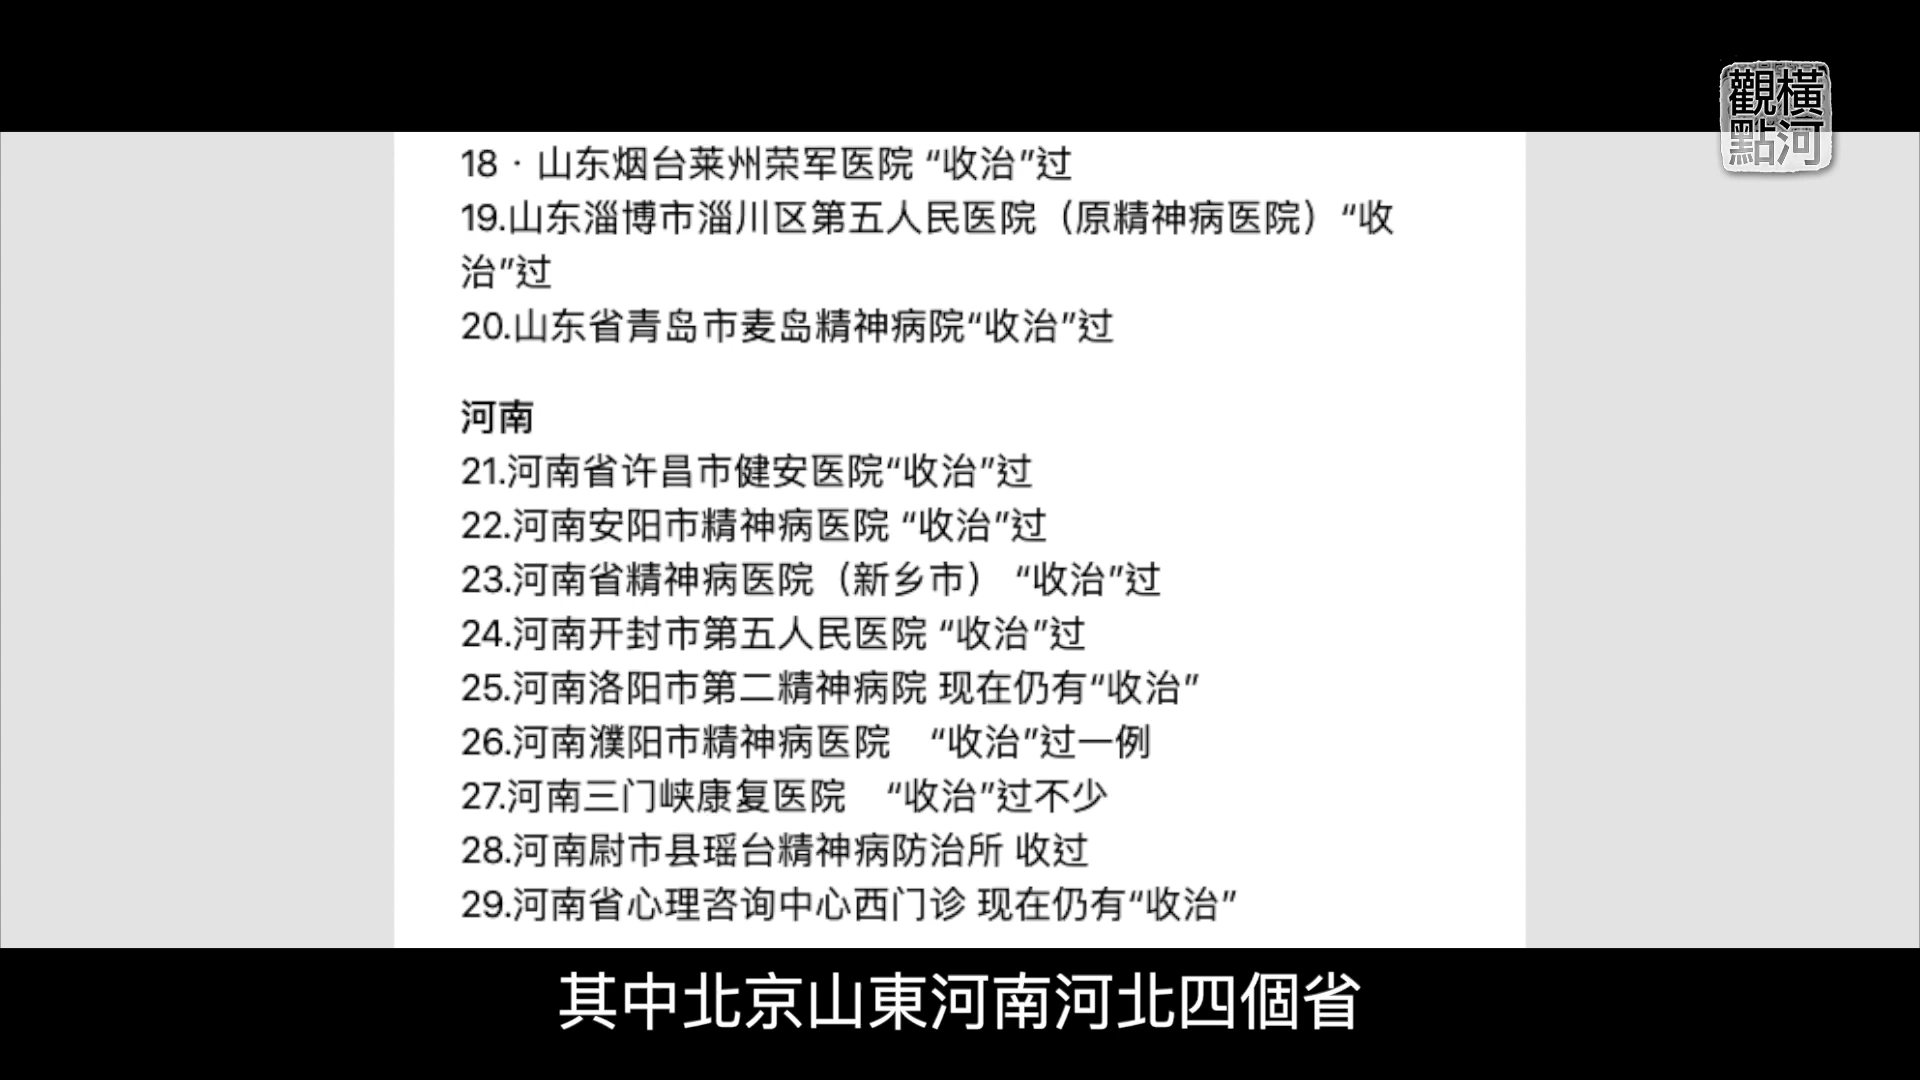 橫河
觀點
18 · 山东烟台莱州荣军医院 “收治”过
19.山东淄博市淄川区第五人民医院（原精神病医院）“收
治”过
20.山东省青岛市麦岛精神病院“收治”过
河南
21.河南省许昌市健安医院“收治”过
22.河南安阳市精神病医院 “收治”过
23.河南省精神病医院（新乡市） “收治”过
24.河南开封市第五人民医院 “收治”过
25.河南洛阳市第二精神病院 现在仍有“收治”
26.河南濮阳市精神病医院　“收治”过一例
27.河南三门峡康复医院　“收治”过不少
28.河南尉市县瑶台精神病防治所 收过
29.河南省心理咨询中心西门诊 现在仍有“收治”
其中北京山東河南河北四個省